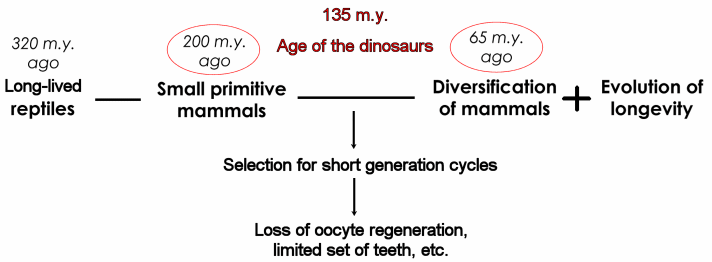 135 m.y.
Age of the dinosaurs
320 m.y.
ago
Long-lived
reptiles
200 m.y.
ago
Small primitive
mammals
65 m.y.
ago
Diversification
of mammals
+
Evolution of
longevity
Selection for short generation cycles
Loss of oocyte regeneration,
limited set of teeth, etc.